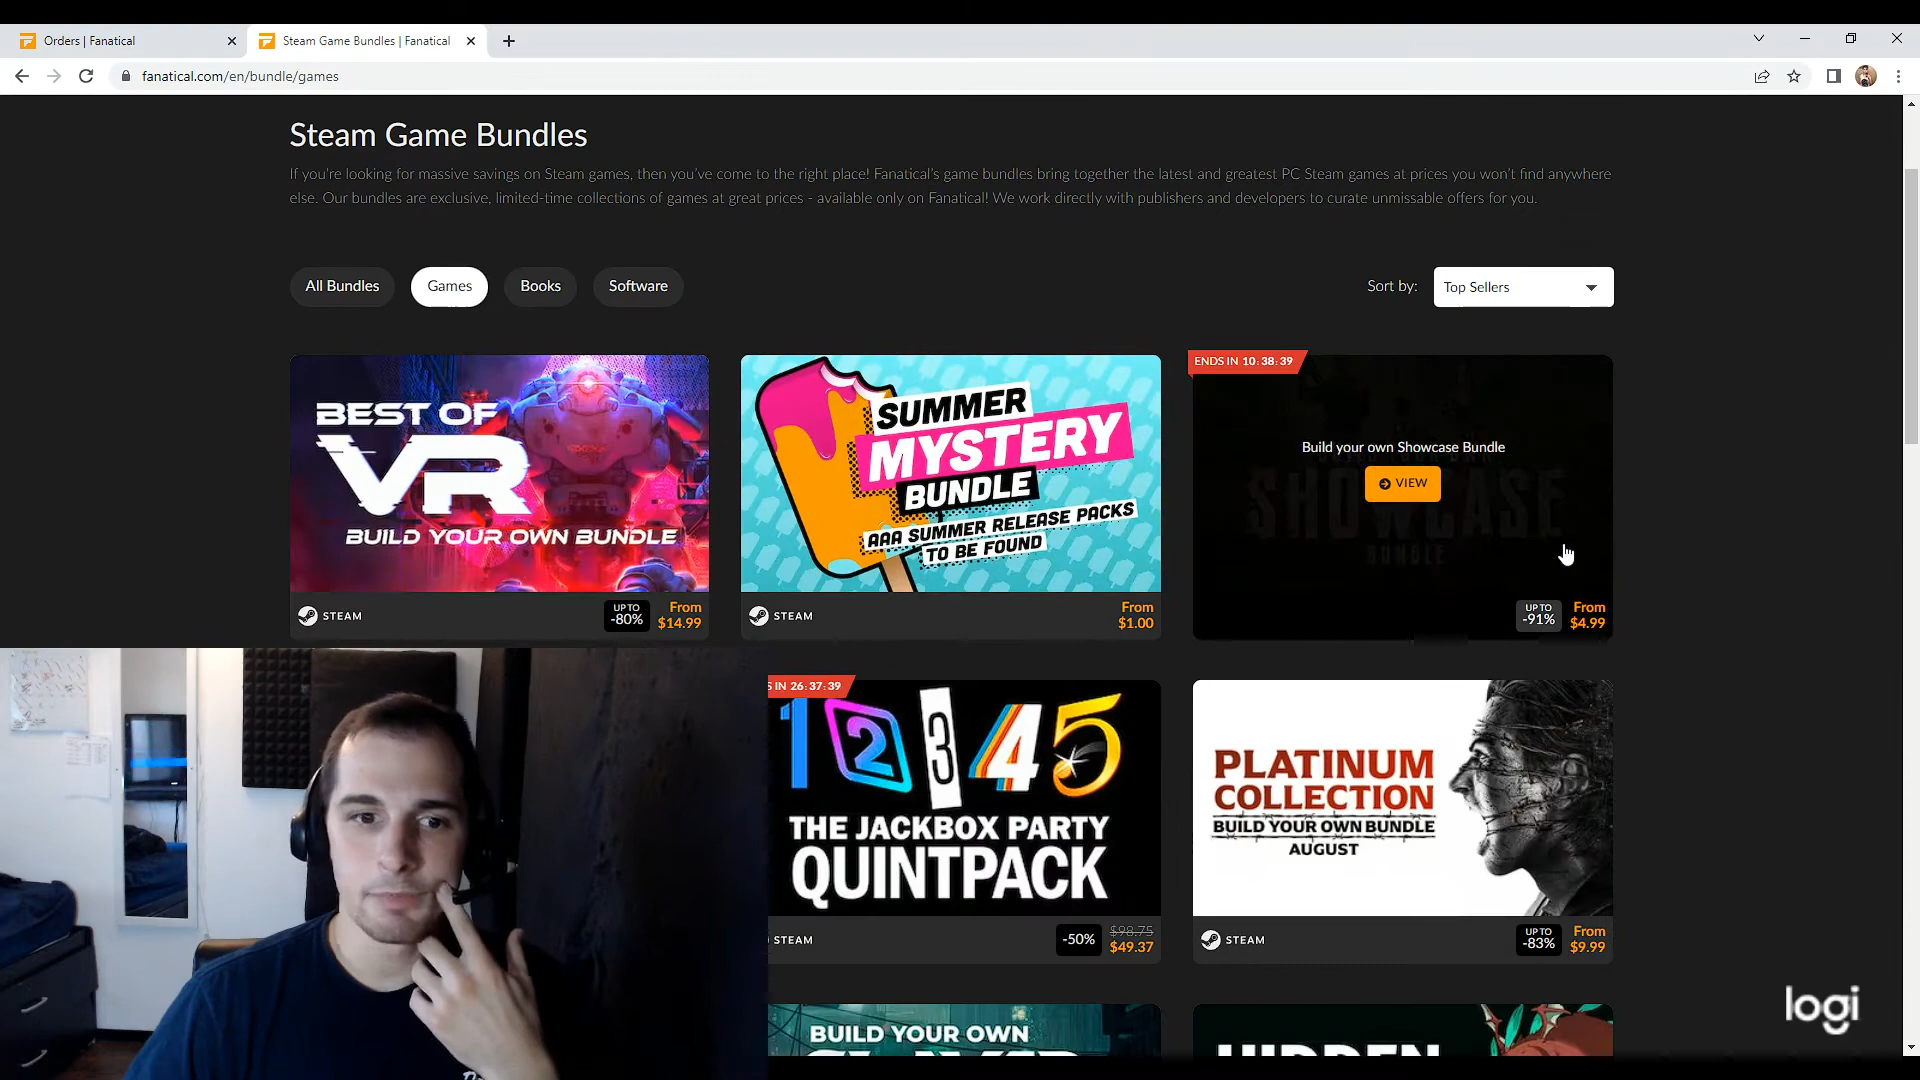 Orders | Fanatical
Steam Game Bundles | Fanatical
fanatical.com/en/bundle/games
Steam Game Bundles
If you're looking for massive savings on Steam games, then you've come to the right place! Fanatical's game bundles bring together the latest and greatest PC Steam games at prices you won't find anywhere
else. Our bundles are exclusive, limited-time collections of games at great prices - available only on Fanatical! We work directly with publishers and developers to curate unmissable offers for you.
All Bundles
Games
Books
Software
Sort by:
Top Sellers
BEST OF
VR
BUILD YOUR OWN BUNDLE
STEAM
UP TO
-80%
From
$14.99
SUMMER
MYSTERY
BUNDLE
AAA SUMMER RELEASE PACKS
TO BE FOUND
STEAM
From
$1.00
ENDS IN 10:38:39
Build your own Showcase Bundle
VIEW
SHOWCASE
BUNDLE
UP TO
-91%
From
$4.99
S IN 26:37:39
1 2 3 4 5
THE JACKBOX PARTY
QUINTPACK
STEAM
-50%
$98.75
$49.37
PLATINUM
COLLECTION
BUILD YOUR OWN BUNDLE
AUGUST
STEAM
UP TO
-83%
From
$9.99
BUILD YOUR OWN
HIDDEN
logi